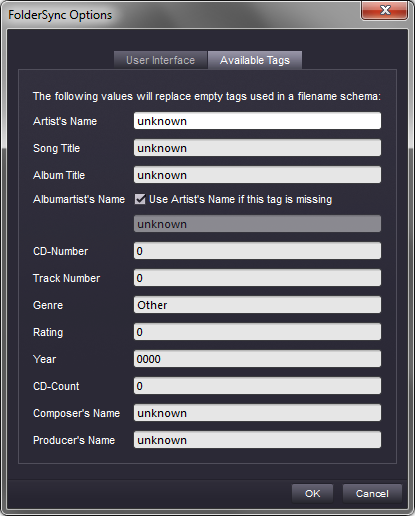 FolderSync Options
User Interface Available Tags
The following values will replace empty tags used in a filename schema:
Artist's Name unknown
Song Title unknown
Album Title unknown
Albumartist's Name Use Artist's Name if this tag is missing
unknown
CD-Number 0
Track Number 0
Genre Other
Rating 0
Year 0000
CD-Count 0
Composer's Name unknown
Producer's Name unknown
OK Cancel